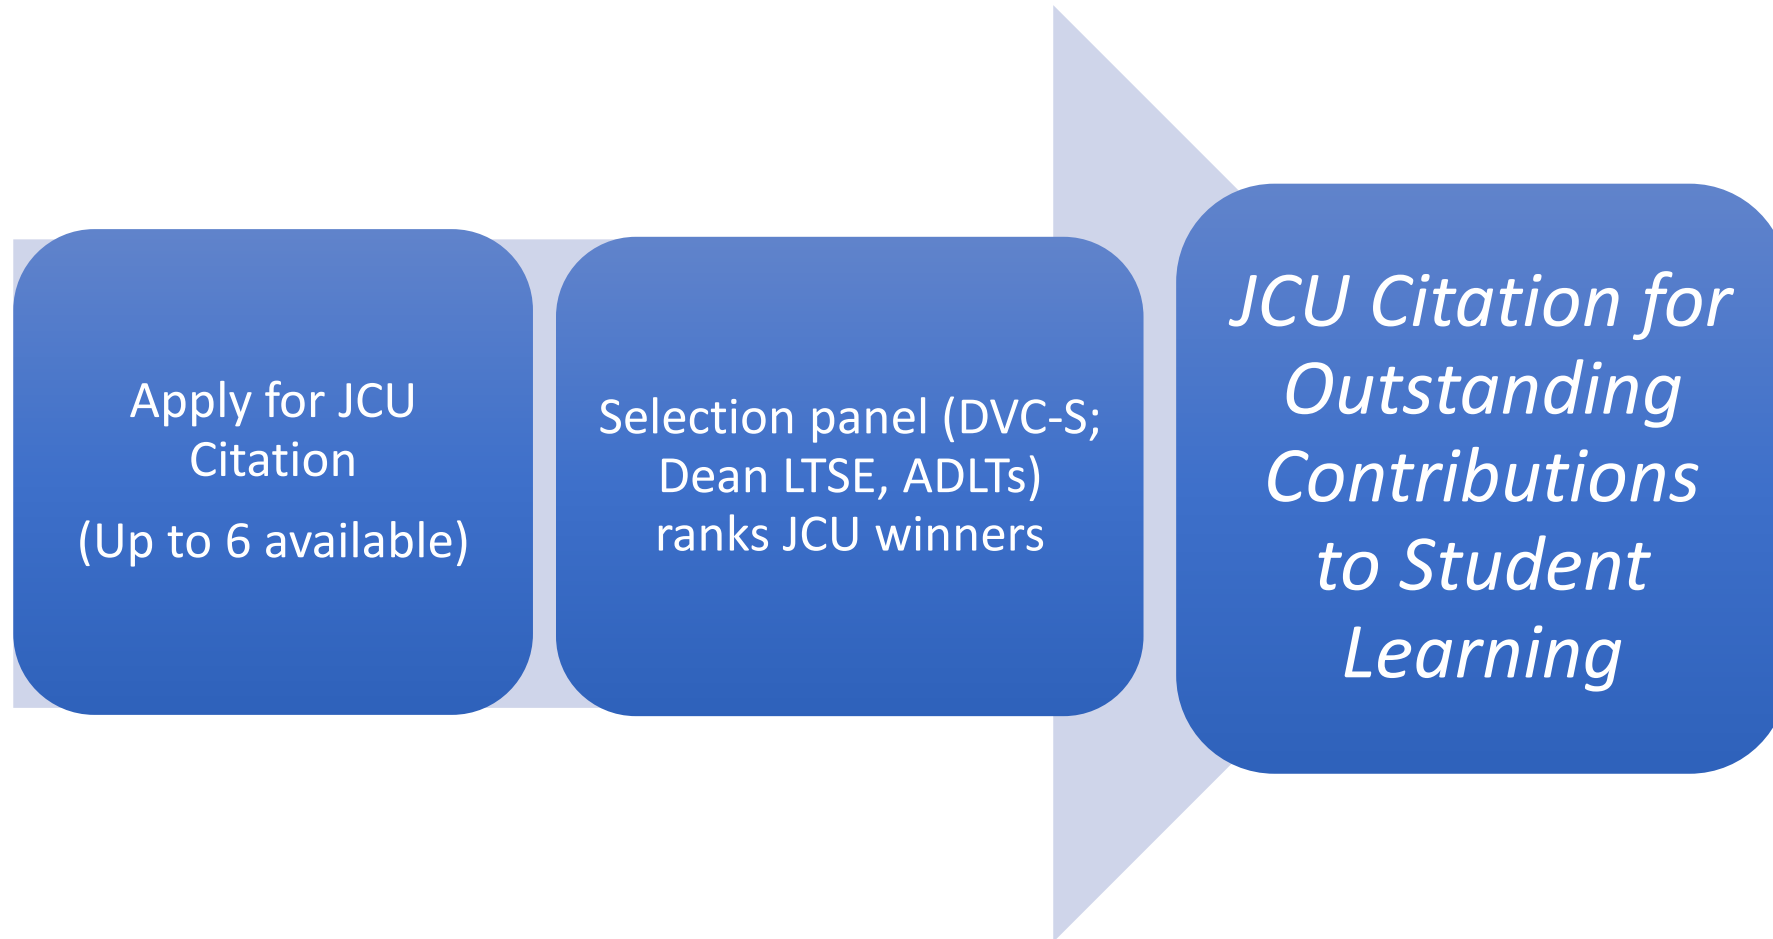 Apply for JCU
Citation
(Up to 6 available)
Selection panel (DVC-S;
Dean LTSE, ADLTs)
ranks JCU winners
JCU Citation for
Outstanding
Contributions
to Student
Learning